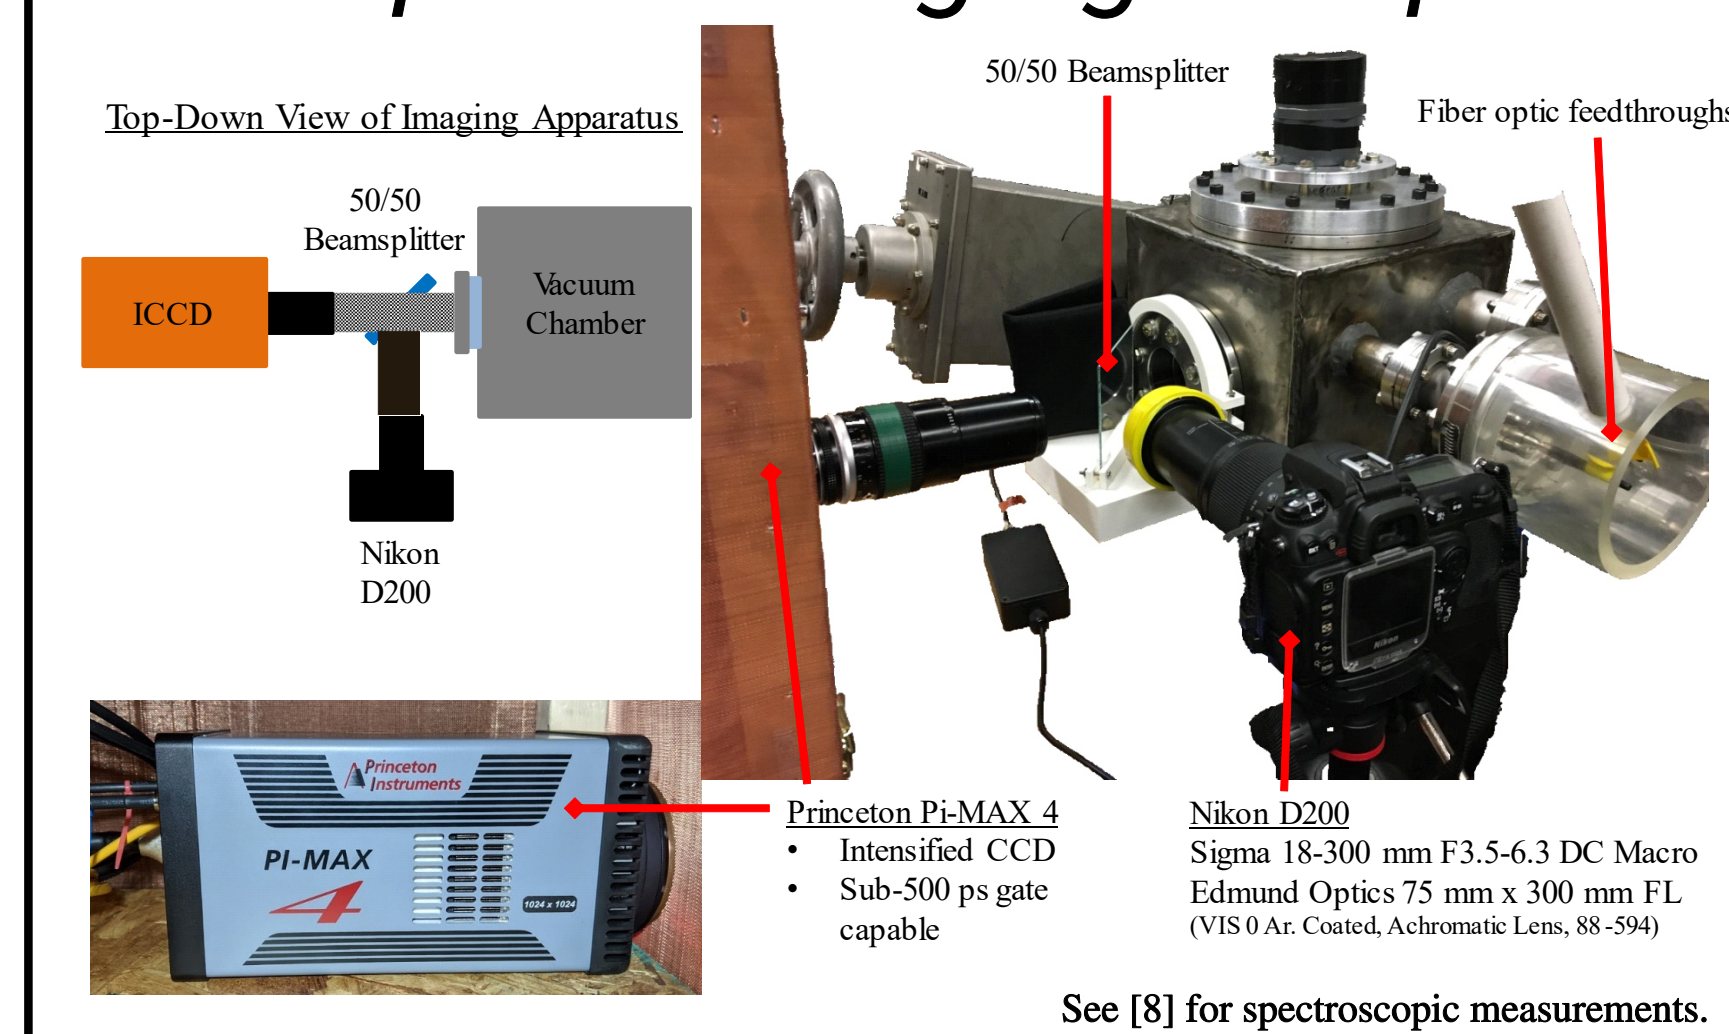 50/50 Beamsplitter
Fiber optic feedthroughs
Top-Down View of Imaging Apparatus
50/50
Beamsplitter
ICCD
Vacuum
Chamber
Nikon
D200
Nikon
Princeton
Instruments
PI-MAX
4
1024 x 1024
Princeton Pi-MAX 4
• Intensified CCD
• Sub-500 ps gate
capable
Nikon D200
Sigma 18-300 mm F3.5-6.3 DC Macro
Edmund Optics 75 mm x 300 mm FL
(VIS 0 Ar. Coated, Achromatic Lens, 88-594)
See [8] for spectroscopic measurements.